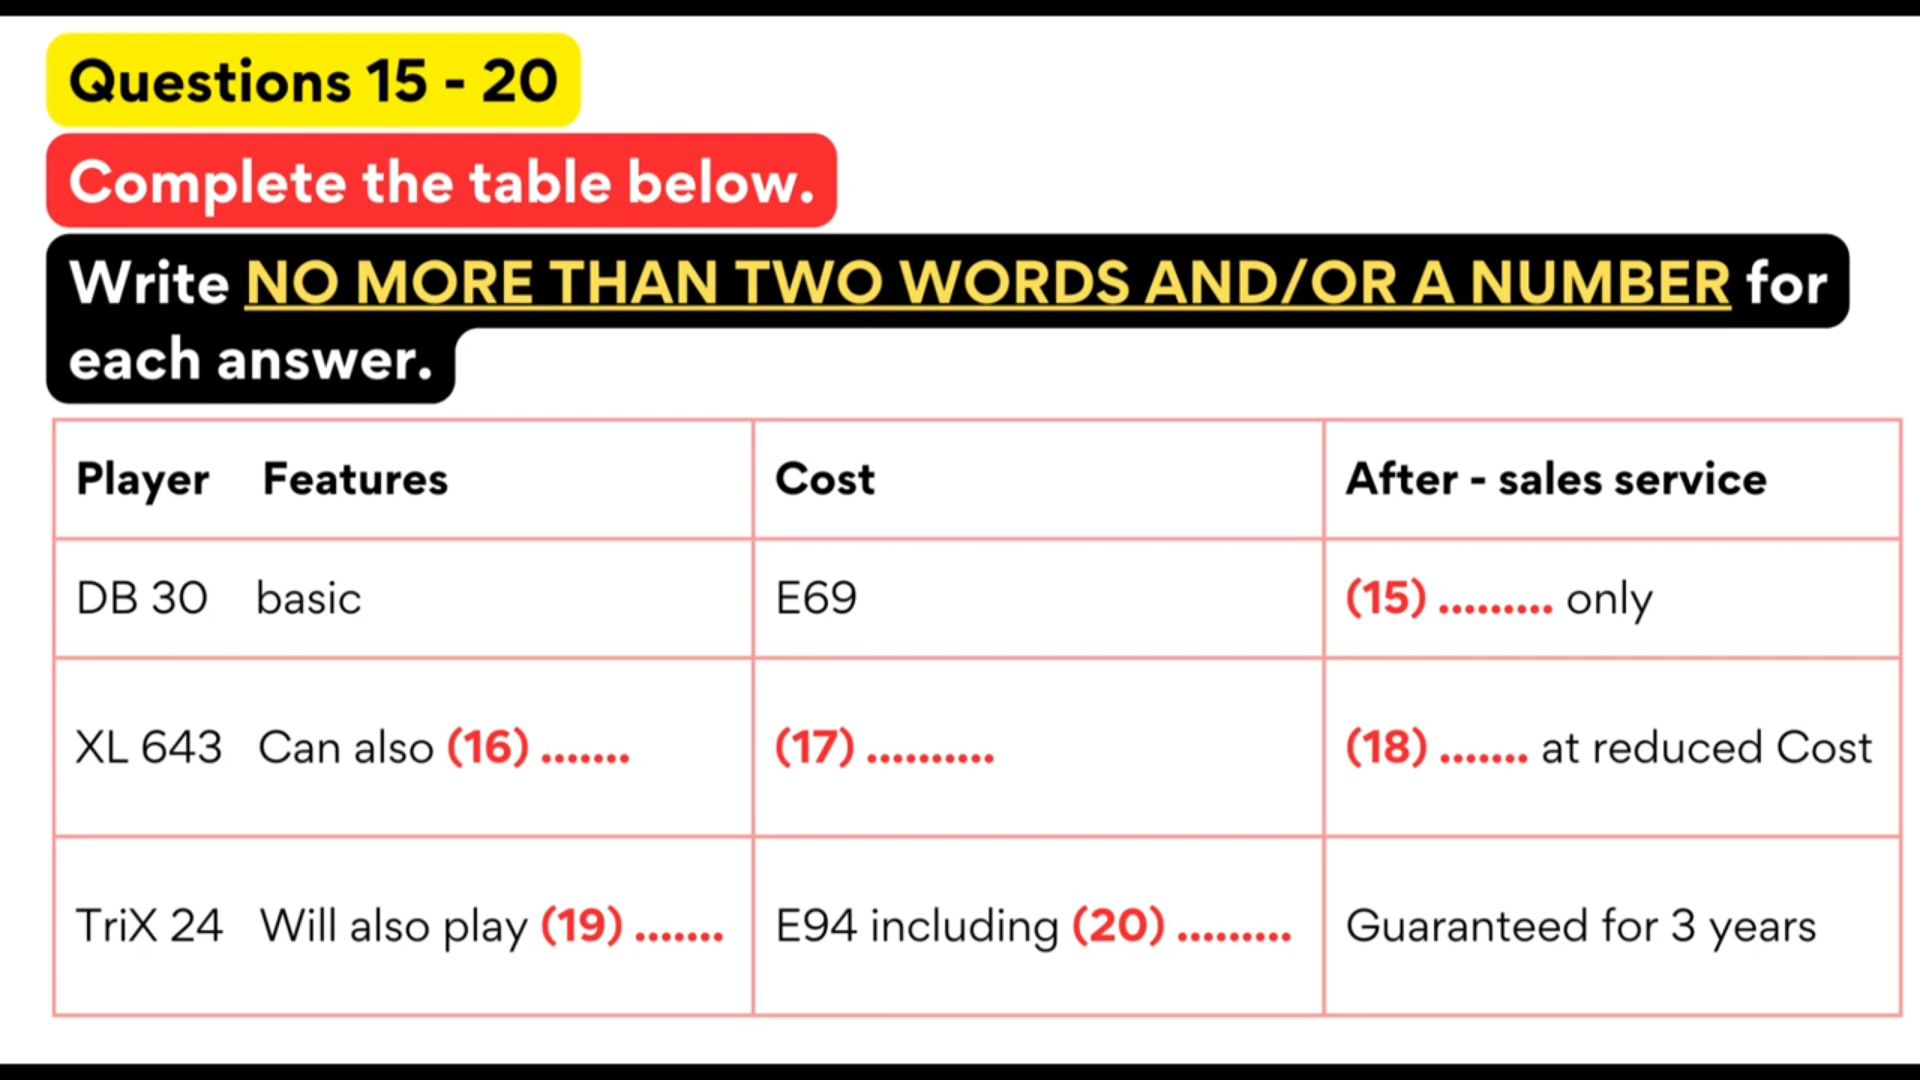 Questions 15 - 20
Complete the table below.
Write NO MORE THAN TWO WORDS AND/OR A NUMBER for
each answer.
Player Features Cost After - sales service
DB 30 basic E69 (15) ......... only
XL 643 Can also (16) ....... (17) .......... (18) ....... at reduced Cost
TriX 24 Will also play (19) ....... E94 including (20) ......... Guaranteed for 3 years